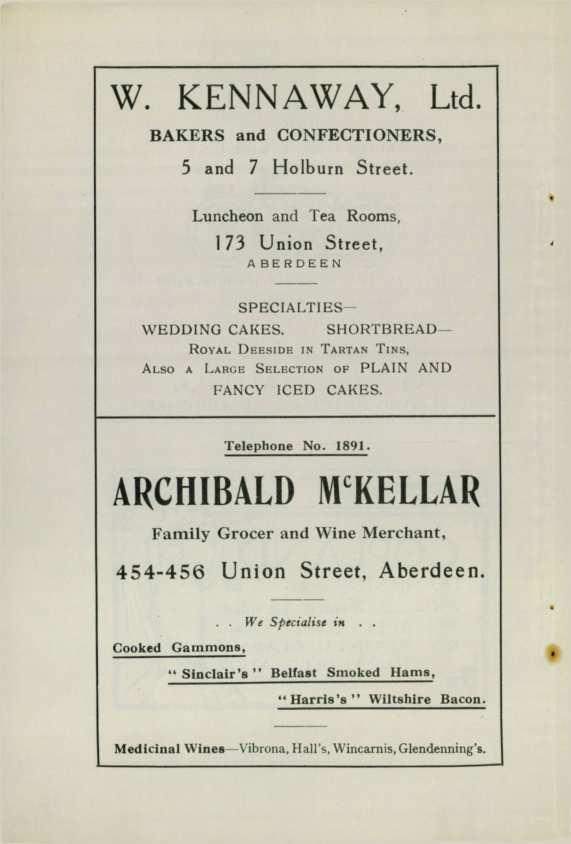 W. KENNAWAY, Ltd.
BAKERS and CONFECTIONERS,
5 and 7 Holburn Street.
Luncheon and Tea Rooms,
173 Union Street,
ABERDEEN
SPECIALTIES—
WEDDING CAKES. SHORTBREAD—
ROYAL DEESIDE IN TARTAN TINS,
ALSO A LARGE SELECTION OF PLAIN AND
FANCY ICED CAKES.
Telephone No. 1891.
ARCHIBALD McKELLAR
Family Grocer and Wine Merchant,
454-456 Union Street, Aberdeen.
. . We Specialise in . .
Cooked Gammons,
"Sinclair's" Belfast Smoked Hams,
"Harris's" Wiltshire Bacon.
Medicinal Wines—Vibrona, Hall's, Wincarnis, Glendenning's.